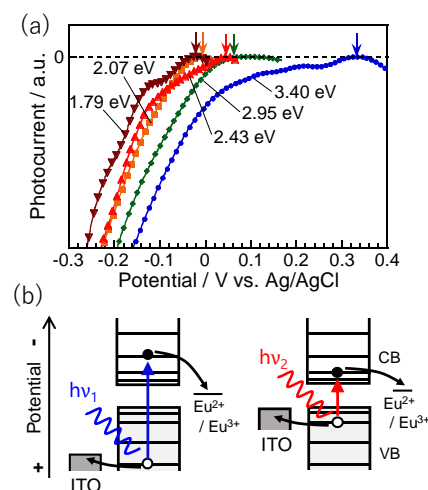 (a)
0
2.07 eV
1.79 eV
3.40 eV
2.95 eV
2.43 eV
Photocurrent / a.u.
-0.3 -0.2 -0.1 0 0.1 0.2 0.3 0.4
Potential / V vs. Ag/AgCl
(b)
Potential
-
+
hν1
Eu2+
/ Eu3+
ITO
hν2
CB
Eu2+
/ Eu3+
ITO
VB